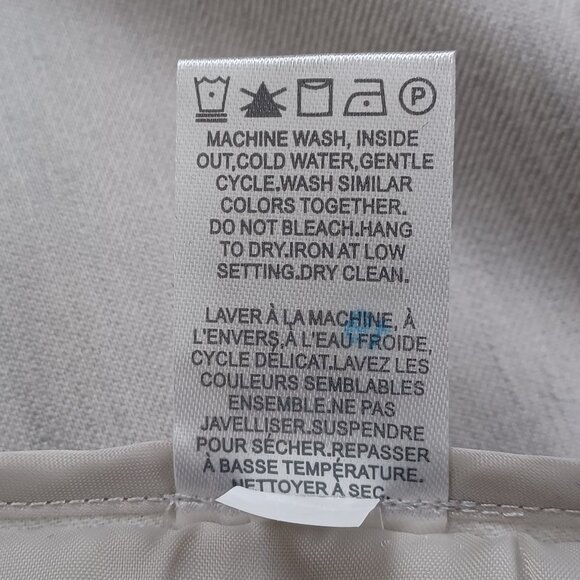 P
MACHINE WASH, INSIDE
OUT,COLD WATER,GENTLE
CYCLE.WASH SIMILAR
COLORS TOGETHER.
DO NOT BLEACH.HANG
TO DRY.IRON AT LOW
SETTING.DRY CLEAN.
LAVER À LA MACHINE, À
L'ENVERS,À L'EAU FROIDE,
CYCLE DÉLICAT.LAVEZ LES
COULEURS SEMBLABLES
ENSEMBLE.NE PAS
JAVELLISER.SUSPENDRE
POUR SÉCHER.REPASSER
À BASSE TEMPÉRATURE.
NETTOYER À SEC.